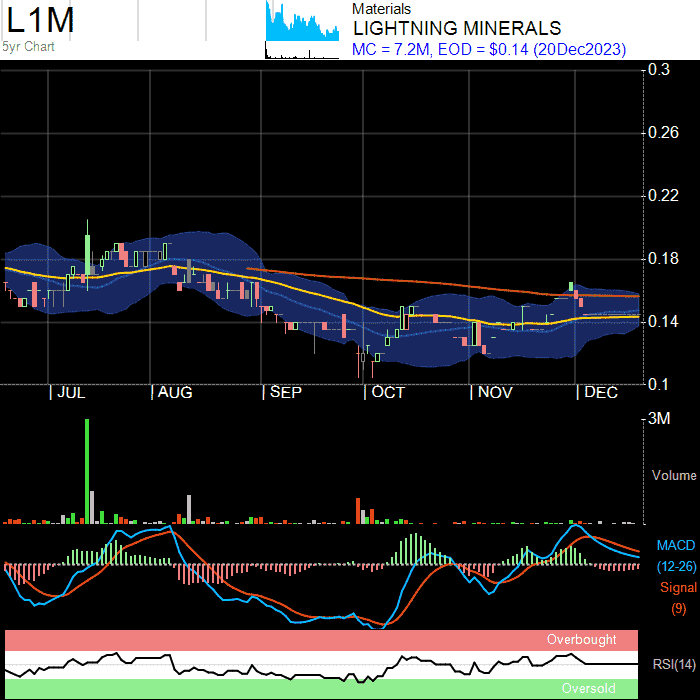 L1M
5yr Chart
Materials
LIGHTNING MINERALS
MC = 7.2M, EOD = $0.14 (20Dec2023)
0.3
0.26
0.22
0.18
0.14
0.1
JUL
AUG
SEP
OCT
NOV
DEC
3M
Volume
MACD
(12-26)
Signal
(9)
Overbought
RSI(14)
Oversold